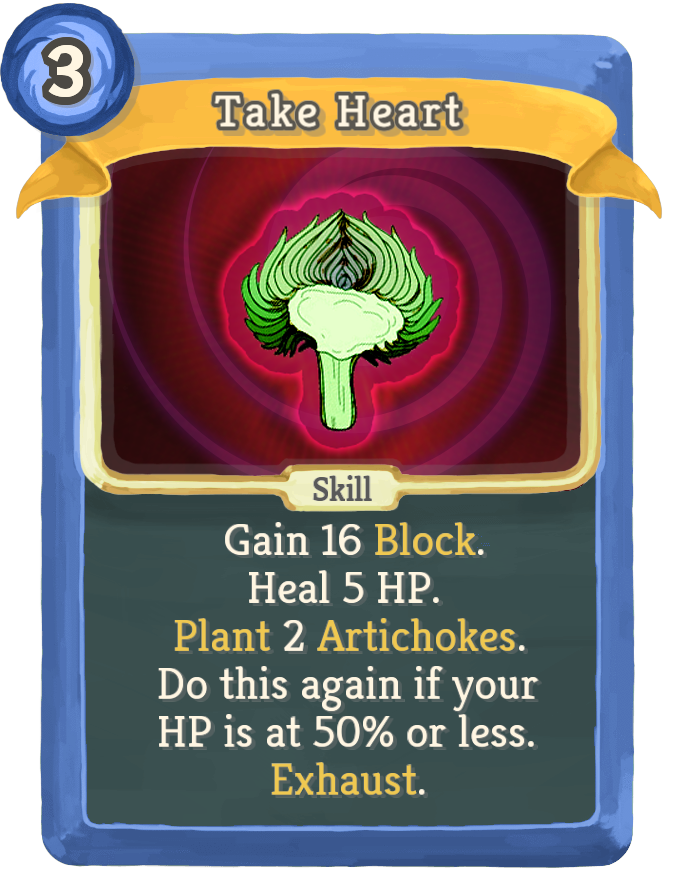 3
Take Heart
Skill
Gain 16 Block.
Heal 5 HP.
Plant 2 Artichokes.
Do this again if your
HP is at 50% or less.
Exhaust.